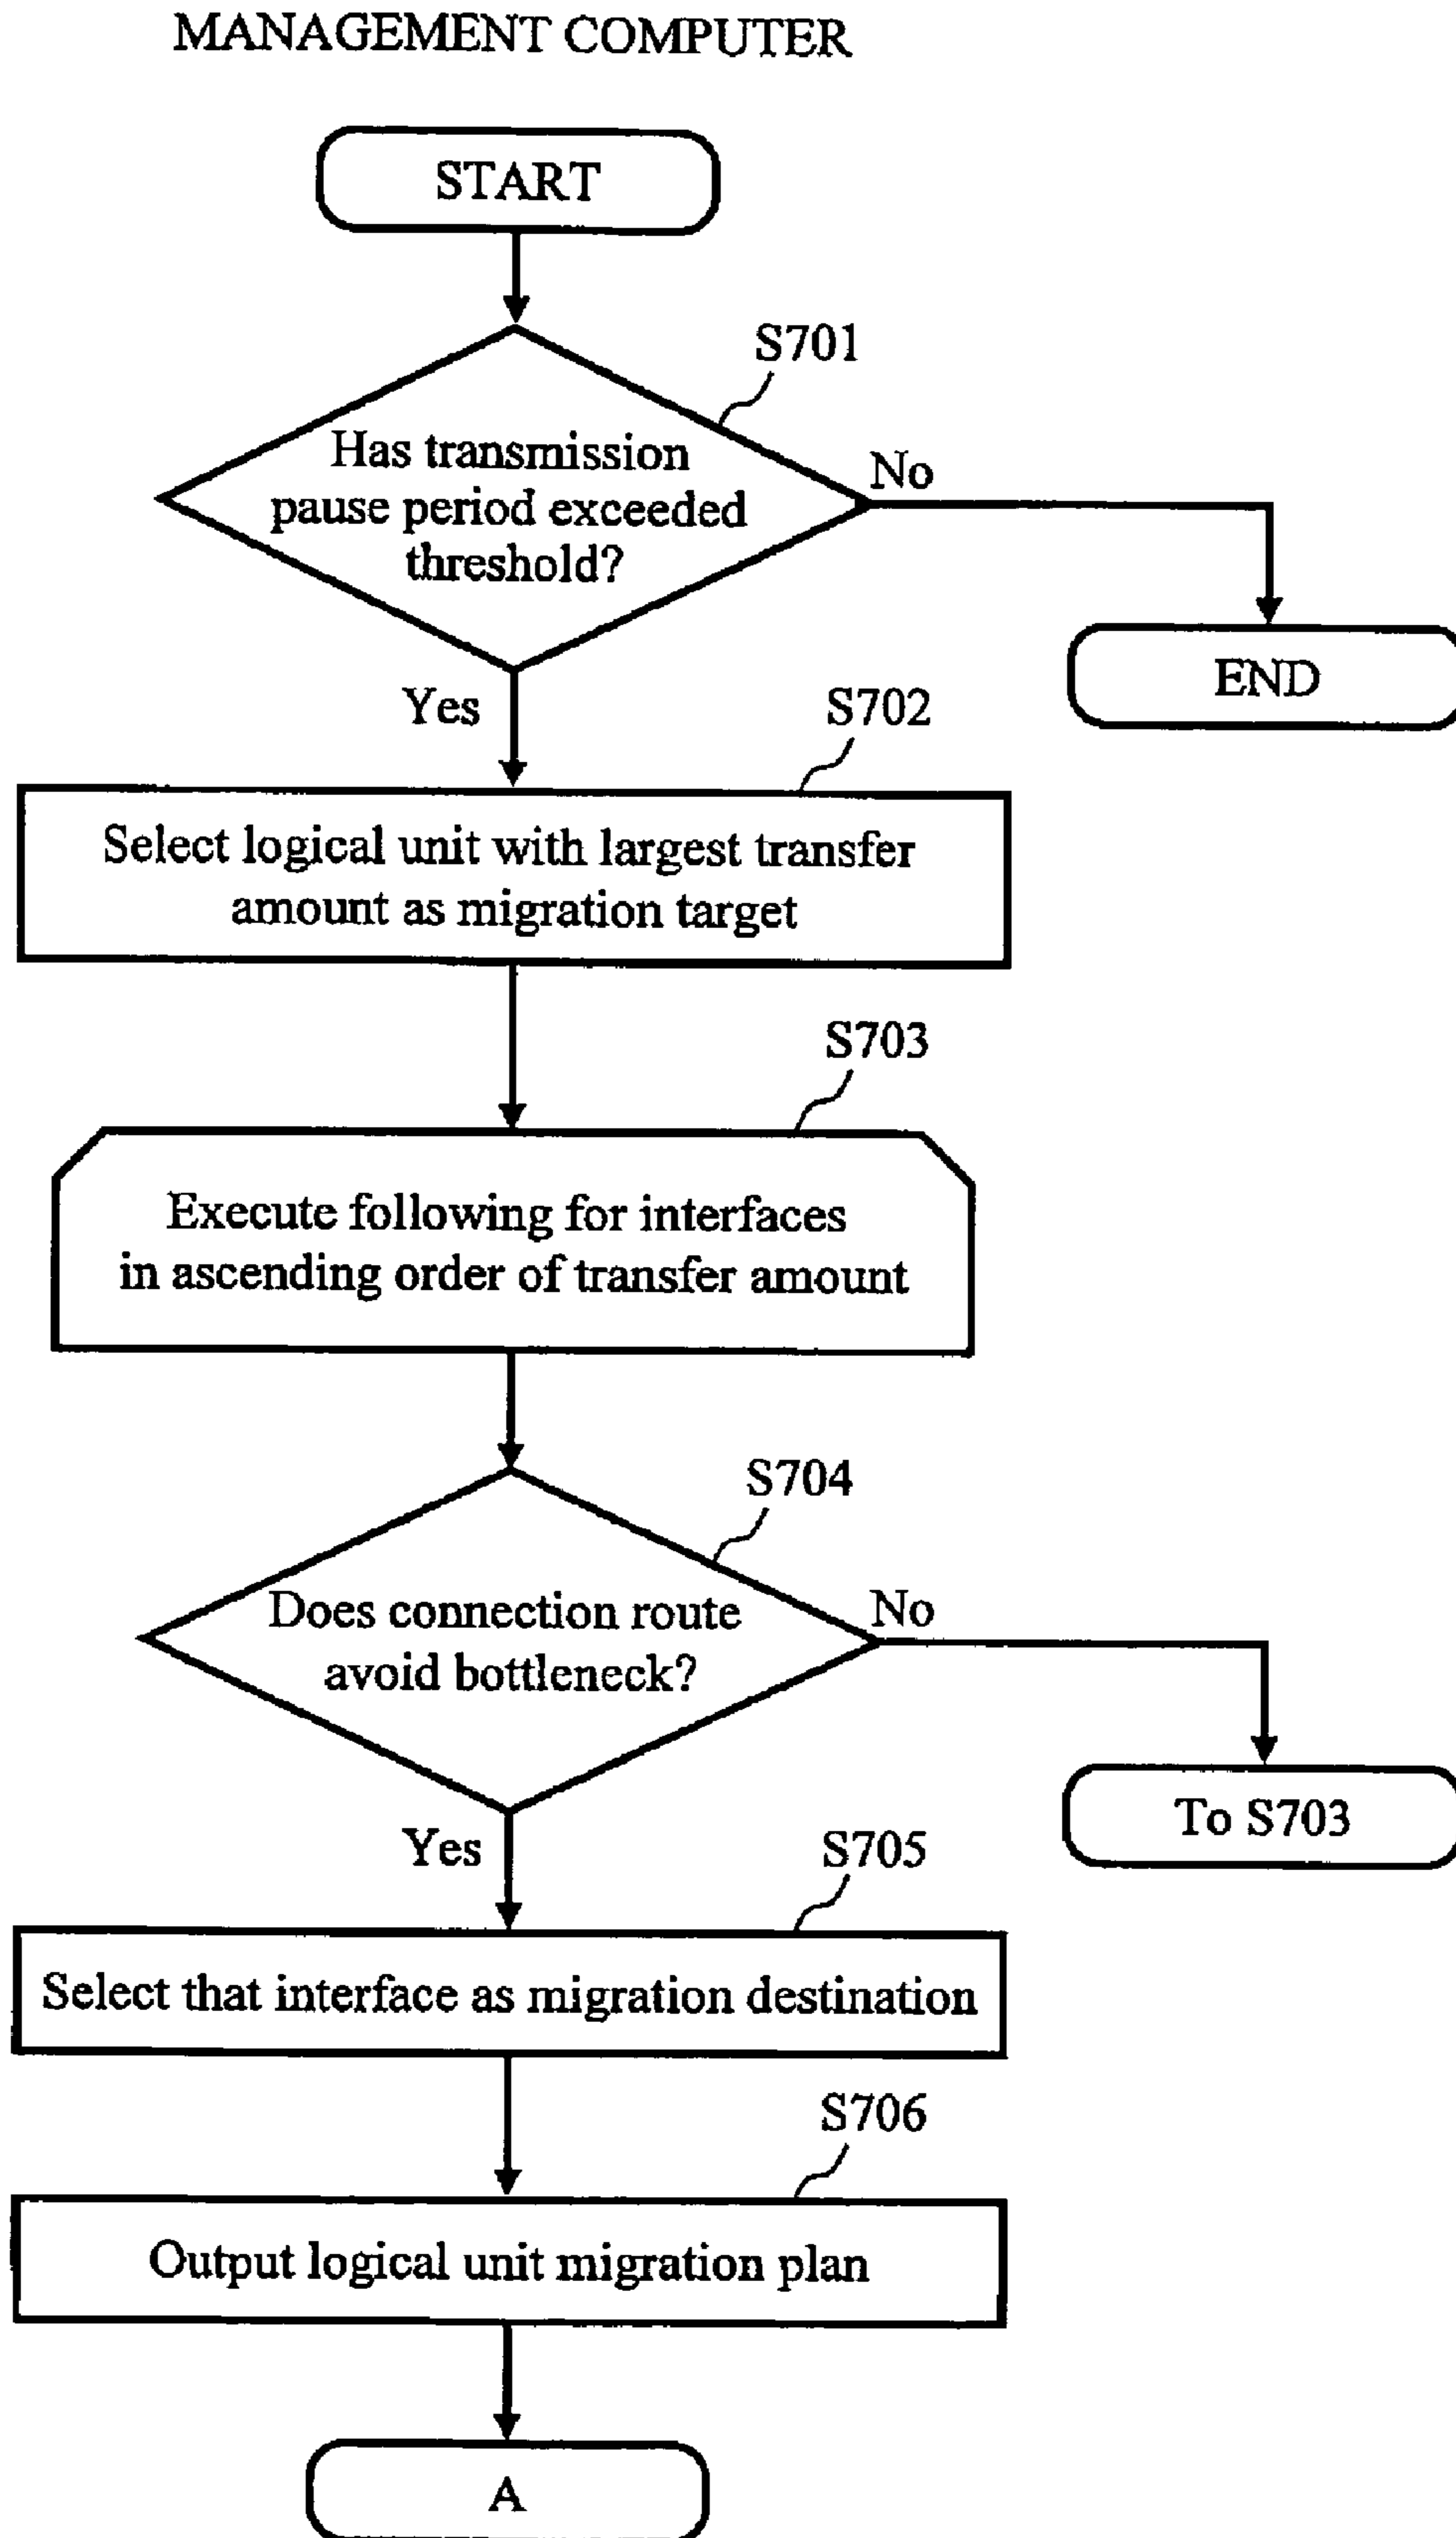 MANAGEMENT COMPUTER
START
S701
Has transmission
pause period exceeded
threshold?
No
END
Yes
S702
Select logical unit with largest transfer
amount as migration target
S703
Execute following for interfaces
in ascending order of transfer amount
S704
Does connection route
avoid bottleneck?
No
To S703
Yes
S705
Select that interface as migration destination
S706
Output logical unit migration plan
A